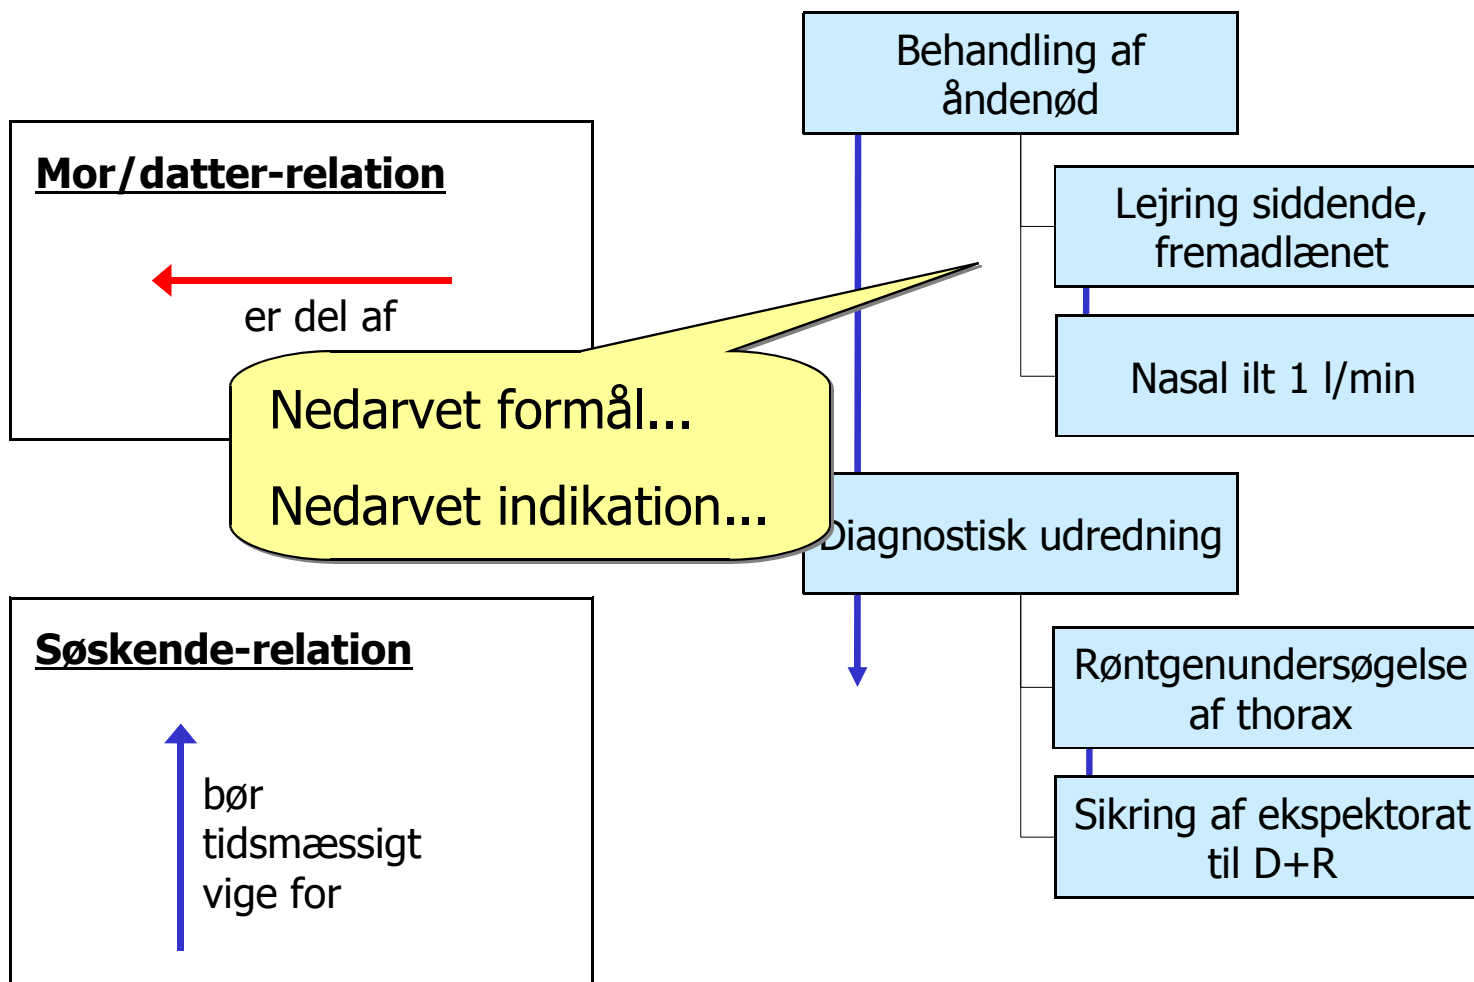 Mor/datter-relation
er del af
Nedarvet formål...
Nedarvet indikation...
Søskende-relation
bør
tidsmæssigt
vige for
Behandling af
åndenød
Lejring siddende,
fremadlænet
Nasal ilt 1 l/min
Diagnostisk udredning
Røntgenundersøgelse
af thorax
Sikring af ekspektorat
til D+R